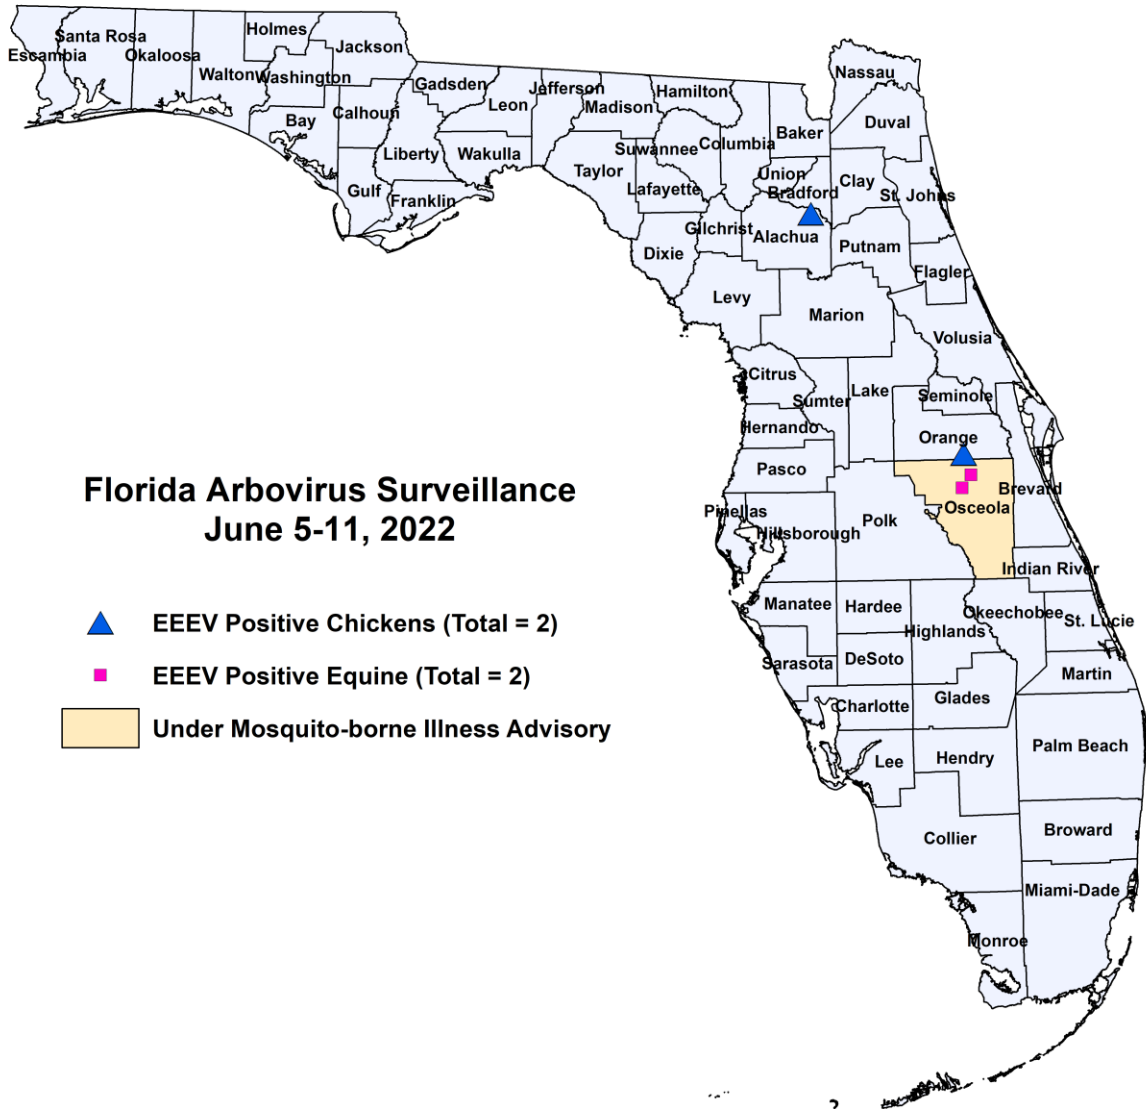 Holmes
Santa Rosa
Jackson
Escambia
Okaloosa
Walton
Washington
Nassau
Gadsden
Jefferson
Hamilton
Leon
Madison
Calhoun
Bay
Duval
Baker
Columbia
Suwannee
Liberty
Wakulla
Taylor
Union
Clay
Lafayette
Bradford
Gulf
Franklin
St. Johns
Gilchrist
Alachua
Putnam
Dixie
Flagler
Levy
Marion
Volusia
Citrus
Lake
Seminole
Sumter
Hernando
Orange
Pasco
Brevard
Osceola
Pinellas
Hillsborough
Polk
Florida Arbovirus Surveillance
June 5-11, 2022
Indian River
Manatee
Hardee
Okeechobee
St. Lucie
Highlands
EEEV Positive Chickens (Total = 2)
Sarasota
DeSoto
Martin
EEEV Positive Equine (Total = 2)
Charlotte
Glades
Under Mosquito-borne Illness Advisory
Palm Beach
Lee
Hendry
Collier
Broward
Miami-Dade
Monroe